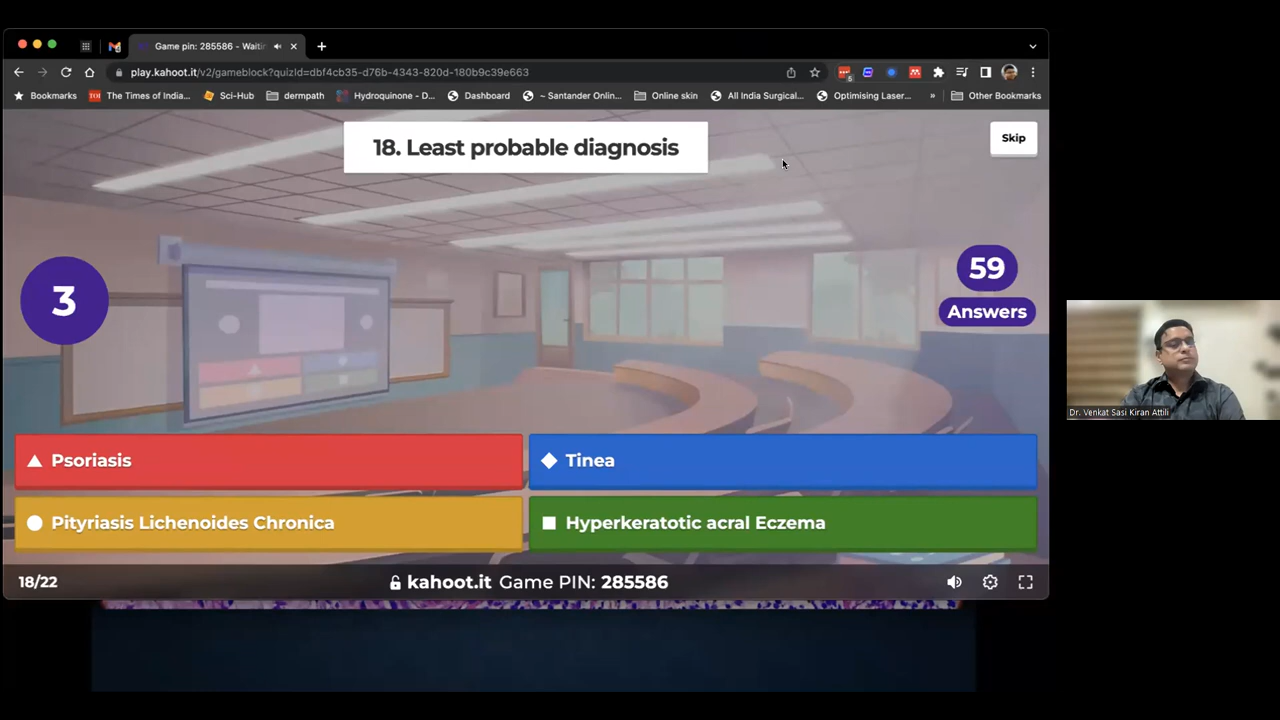 Game pin: 285586 - Waitin
play.kahoot.it/v2/gameblock?quizId=dbf4cb35-d76b-4343-820d-180b9c39e663
Bookmarks TOI The Times of India... Sci-Hub dermpath Hydroquinone - D... Dashboard ~ Santander Onlin... Online skin All India Surgical... Optimising Laser... » Other Bookmarks
18. Least probable diagnosis
Skip
3
59
Answers
Psoriasis
Tinea
Pityriasis Lichenoides Chronica
Hyperkeratotic acral Eczema
18/22
kahoot.it Game PIN: 285586
Dr. Venkat Sasi Kiran Attili